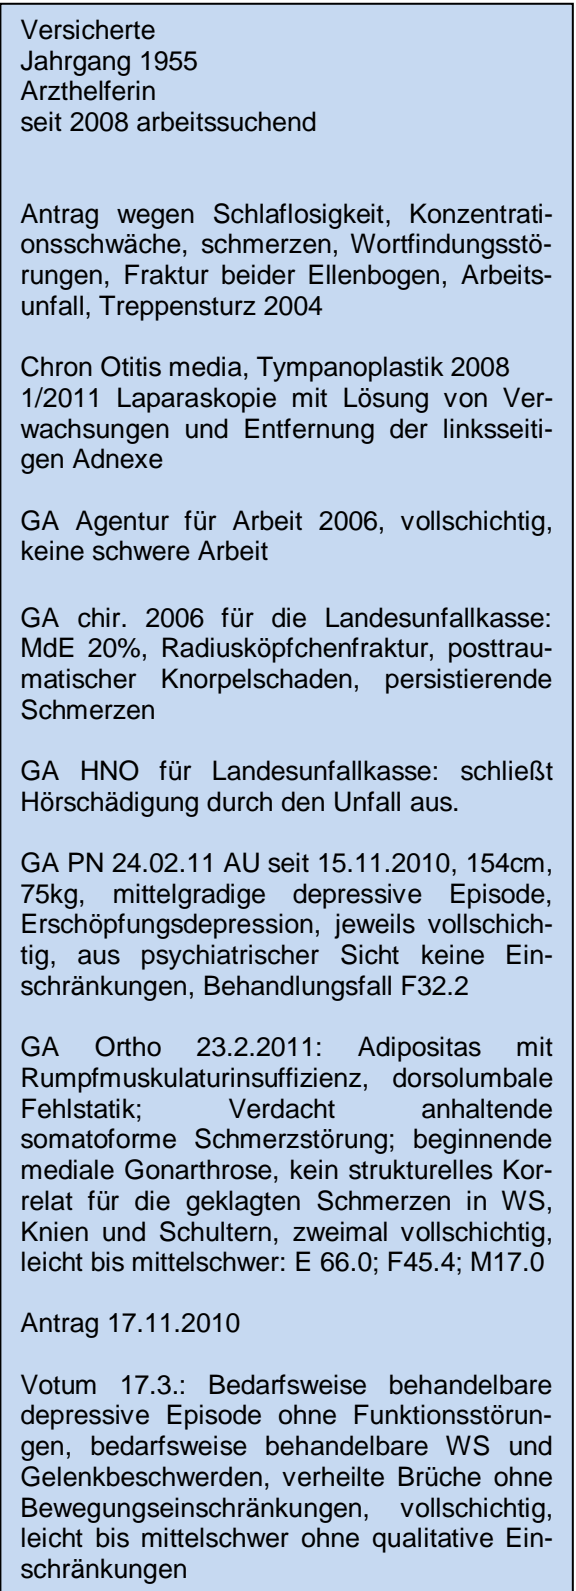 Versicherte
Jahrgang 1955
Arzthelferin
seit 2008 arbeitssuchend
Antrag wegen Schlaflosigkeit, Konzentrati-
onsschwäche, schmerzen, Wortfindungsstö-
rungen, Fraktur beider Ellenbogen, Arbeits-
unfall, Treppensturz 2004
Chron Otitis media, Tympanoplastik 2008
1/2011 Laparaskopie mit Lösung von Ver-
wachsungen und Entfernung der linksseiti-
gen Adnexe
GA Agentur für Arbeit 2006, vollschichtig,
keine schwere Arbeit
GA chir. 2006 für die Landesunfallkasse:
MdE 20%, Radiusköpfchenfraktur, posttrau-
matischer Knorpelschaden, persistierende
Schmerzen
GA HNO für Landesunfallkasse: schließt
Hörschädigung durch den Unfall aus.
GA PN 24.02.11 AU seit 15.11.2010, 154cm,
75kg, mittelgradige depressive Episode,
Erschöpfungsdepression, jeweils vollschich-
tig, aus psychiatrischer Sicht keine Ein-
schränkungen, Behandlungsfall F32.2
GA Ortho 23.2.2011: Adipositas mit
Rumpfmuskulaturinsuffizienz, dorsolumbale
Fehlstatik; Verdacht anhaltende
somatoforme Schmerzstörung; beginnende
mediale Gonarthrose, kein strukturelles Kor-
relat für die geklagten Schmerzen in WS,
Knien und Schultern, zweimal vollschichtig,
leicht bis mittelschwer: E 66.0; F45.4; M17.0
Antrag 17.11.2010
Votum 17.3.: Bedarfsweise behandelbare
depressive Episode ohne Funktionsstörun-
gen, bedarfsweise behandelbare WS und
Gelenkbeschwerden, verheilte Brüche ohne
Bewegungseinschränkungen, vollschichtig,
leicht bis mittelschwer ohne qualitative Ein-
schränkungen